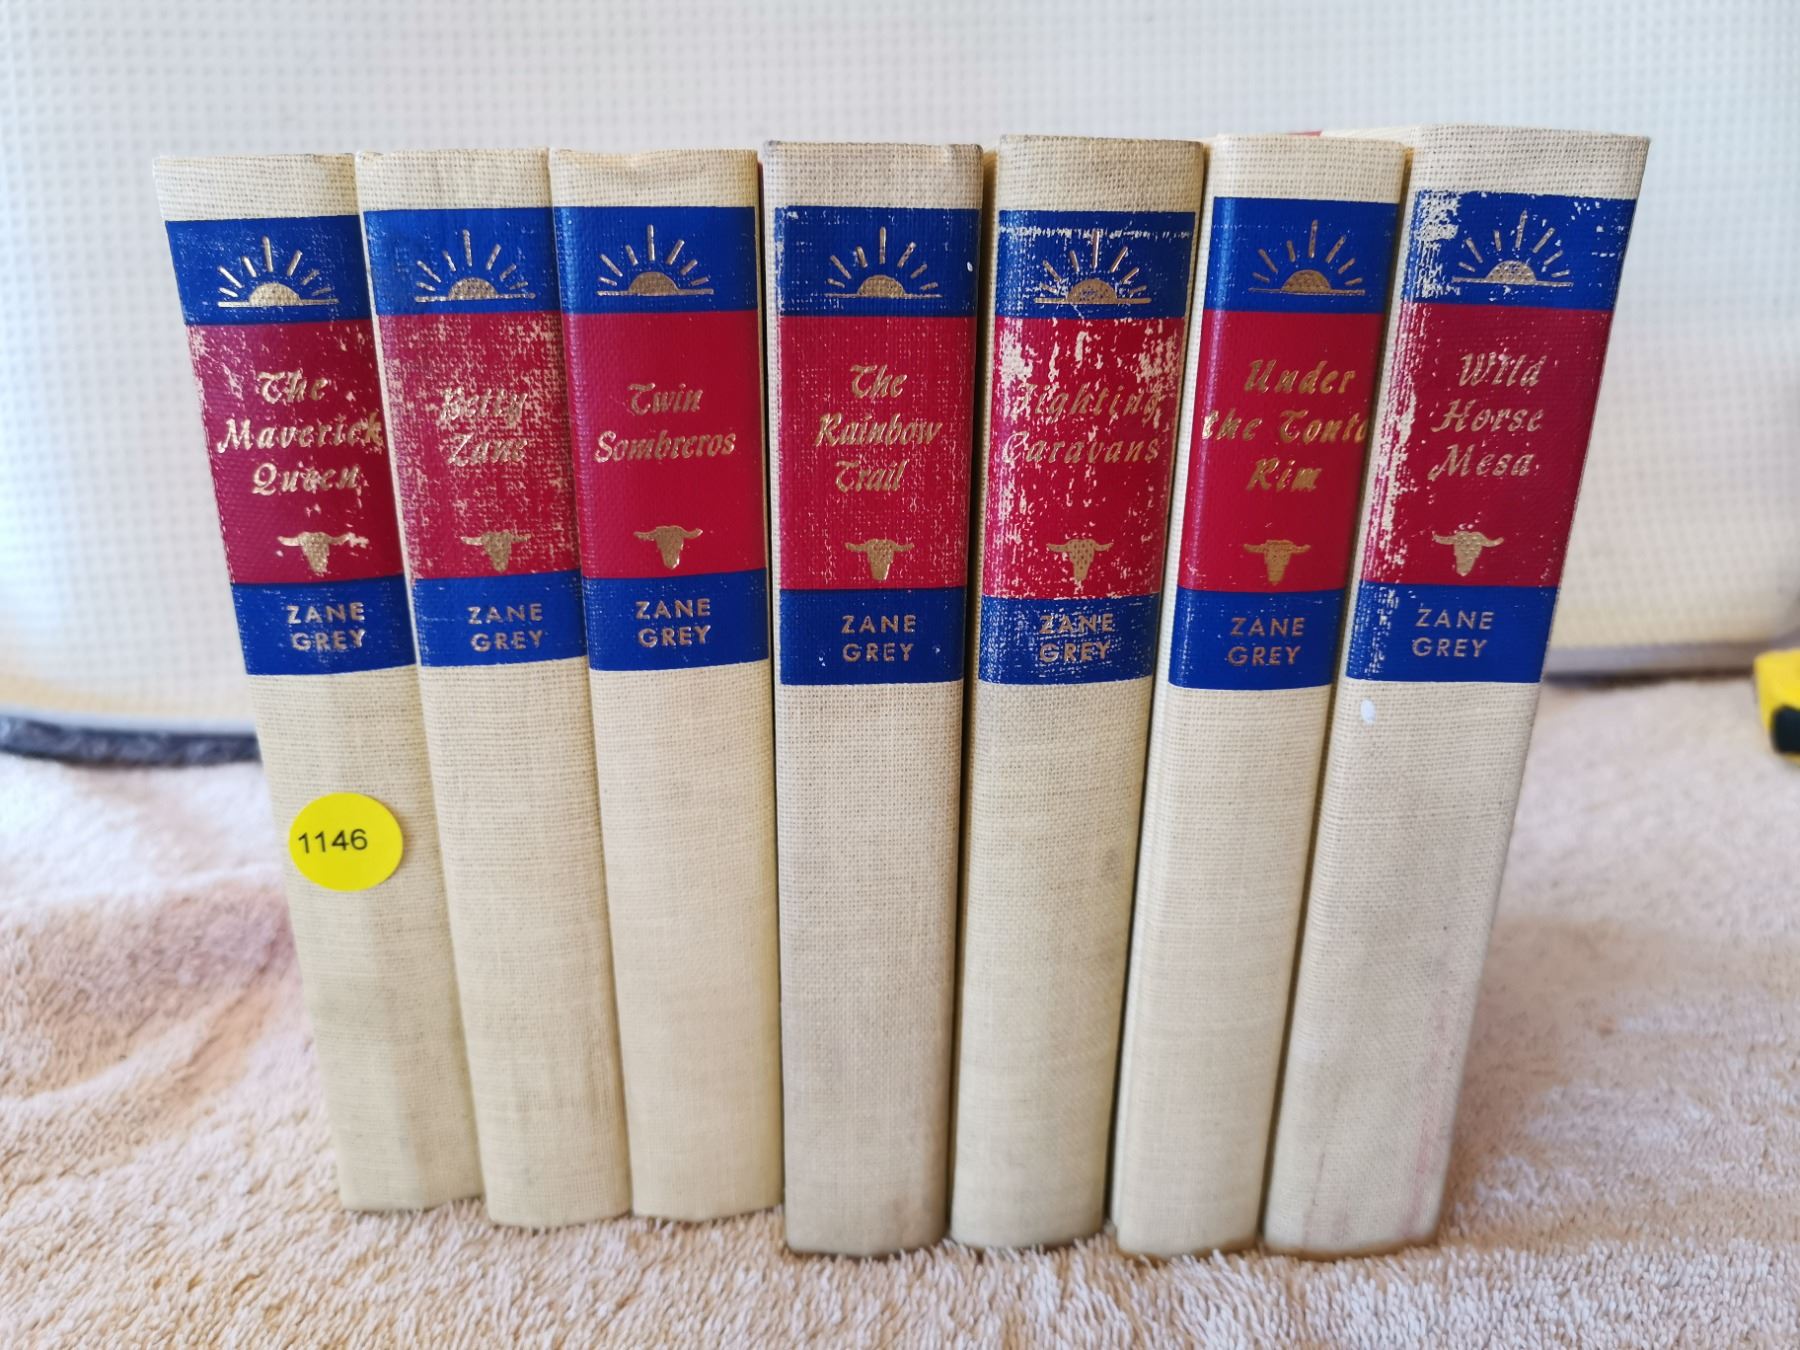 The
Maverick
Queen
ZANE
GREY
1146
Betty
Zane
ZANE
GREY
Twin
Sombreros
ZANE
GREY
The
Rainbow
Trail
ZANE
GREY
Fighting
Caravans
ZANE
GREY
Under
the Tonto
Rim
ZANE
GREY
Wild
Horse
Mesa
ZANE
GREY